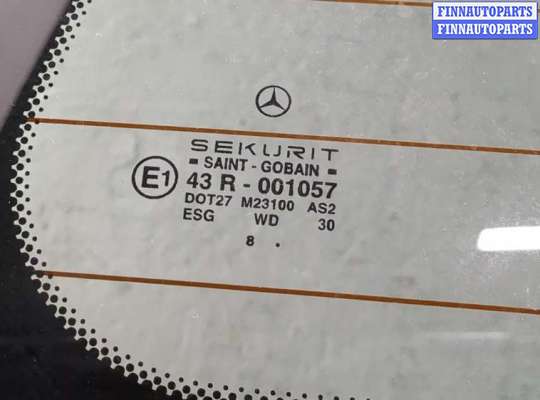 FINNAUTOPARTS
FINNAUTOPARTS
SEKURIT
SAINT - GOBAIN
E1 43 R - 001057
DOT27 M23100 AS2
ESG WD 30
8 .